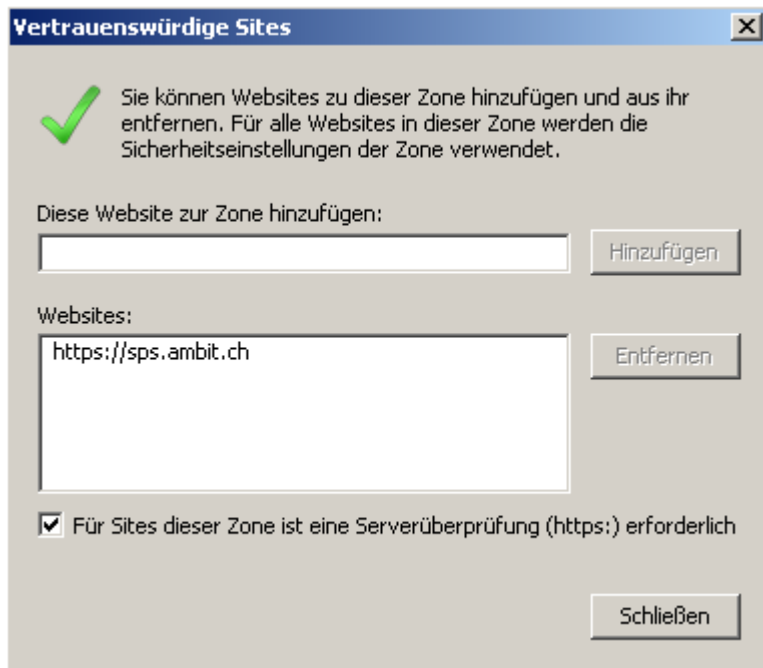 Vertrauenswürdige Sites
Sie können Websites zu dieser Zone hinzufügen und aus ihr
entfernen. Für alle Websites in dieser Zone werden die
Sicherheitseinstellungen der Zone verwendet.
Diese Website zur Zone hinzufügen:
Hinzufügen
Websites:
https://sps.ambit.ch
Entfernen
Für Sites dieser Zone ist eine Serverüberprüfung (https:) erforderlich
Schließen